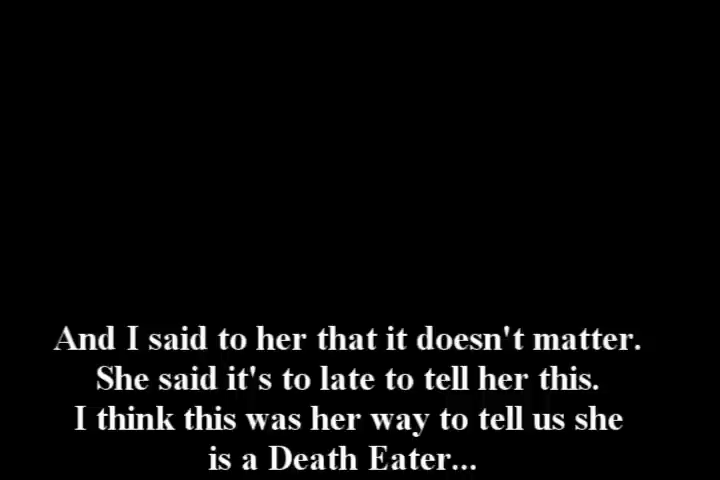 And I said to her that it doesn't matter.
She said it's to late to tell her this.
I think this was her way to tell us she
is a Death Eater...